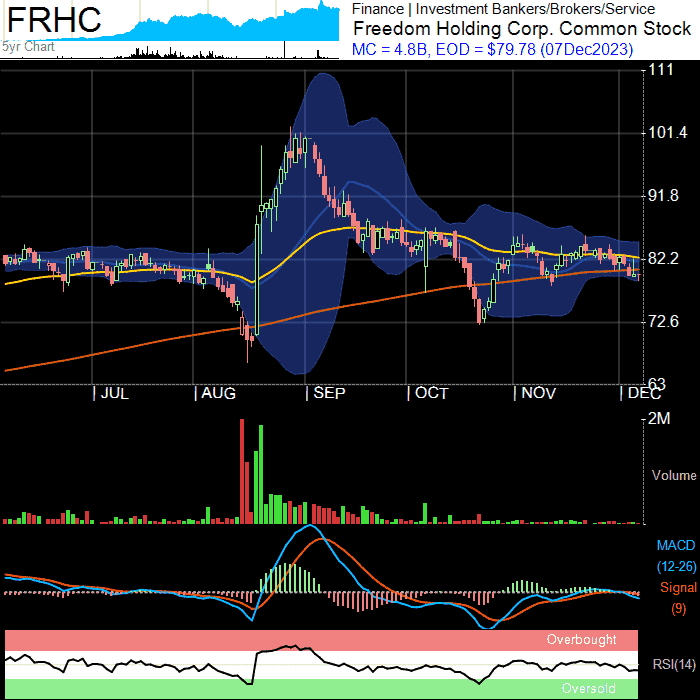 FRHC
5yr Chart
Finance | Investment Bankers/Brokers/Service
Freedom Holding Corp. Common Stock
MC = 4.8B, EOD = $79.78 (07Dec2023)
111
101.4
91.8
82.2
72.6
63
| JUL | AUG | SEP | OCT | NOV | DEC
2M
Volume
MACD
(12-26)
Signal
(9)
Overbought
RSI(14)
Oversold